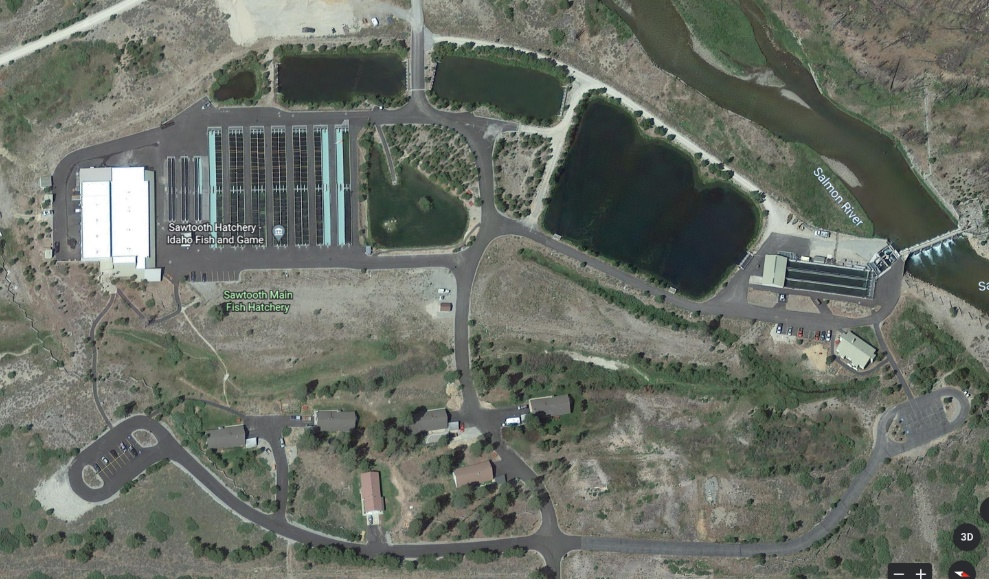 Salmon
River
Sawtooth Hatchery -
Idaho Fish and Game
Sawtooth Main
Fish Hatchery
3D